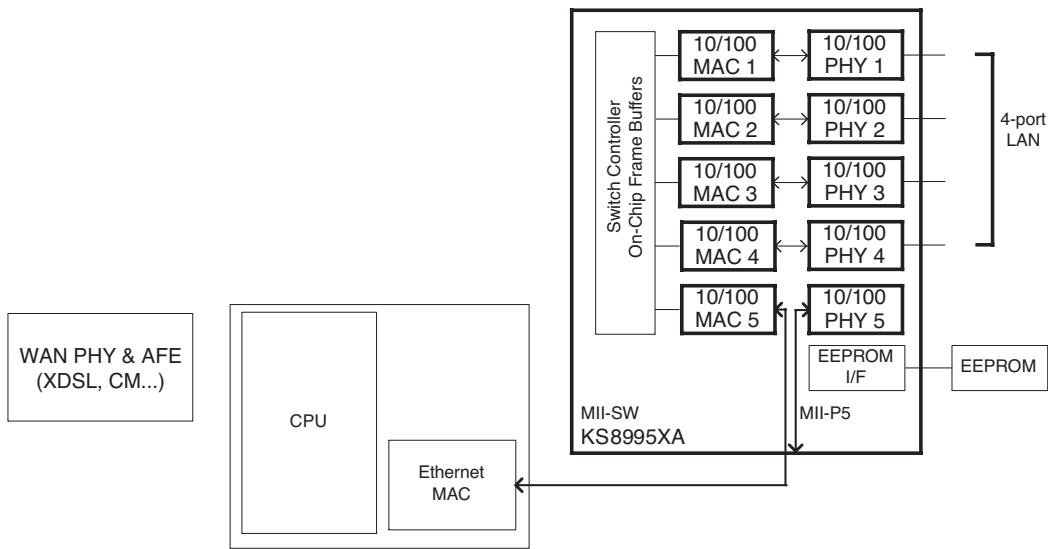 10/100
MAC 1
10/100
PHY 1
10/100
MAC 2
10/100
PHY 2
10/100
MAC 3
10/100
PHY 3
10/100
MAC 4
10/100
PHY 4
10/100
MAC 5
10/100
PHY 5
Switch Controller
On-Chip Frame Buffers
4-port
LAN
EEPROM
I/F
EEPROM
MII-SW
MII-P5
KS8995XA
WAN PHY & AFE
(XDSL, CM...)
CPU
Ethernet
MAC